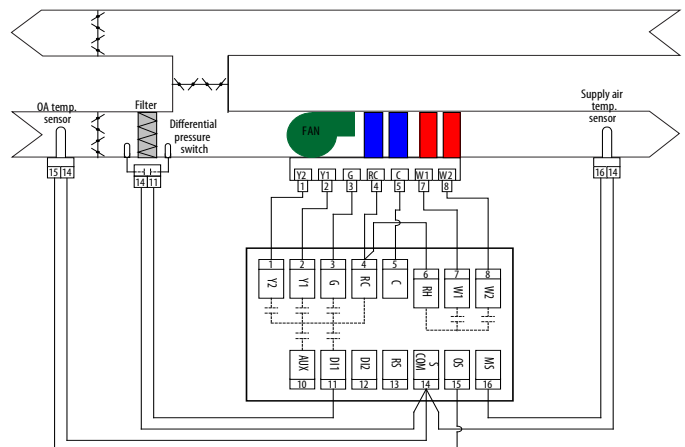 OA temp.
sensor
Filter
Differential
pressure
switch
FAN
Supply air
temp.
sensor
15 14
14 11
16 14
Y2 Y1 G RC C W1 W2
1 2 3 4 5 7 8
1 2 3 4 5 6 7 8
Y2 Y1 G RC C RH W1 W2
AUX DI1 DI2 RS S COM OS MS
10 11 12 13 14 15 16